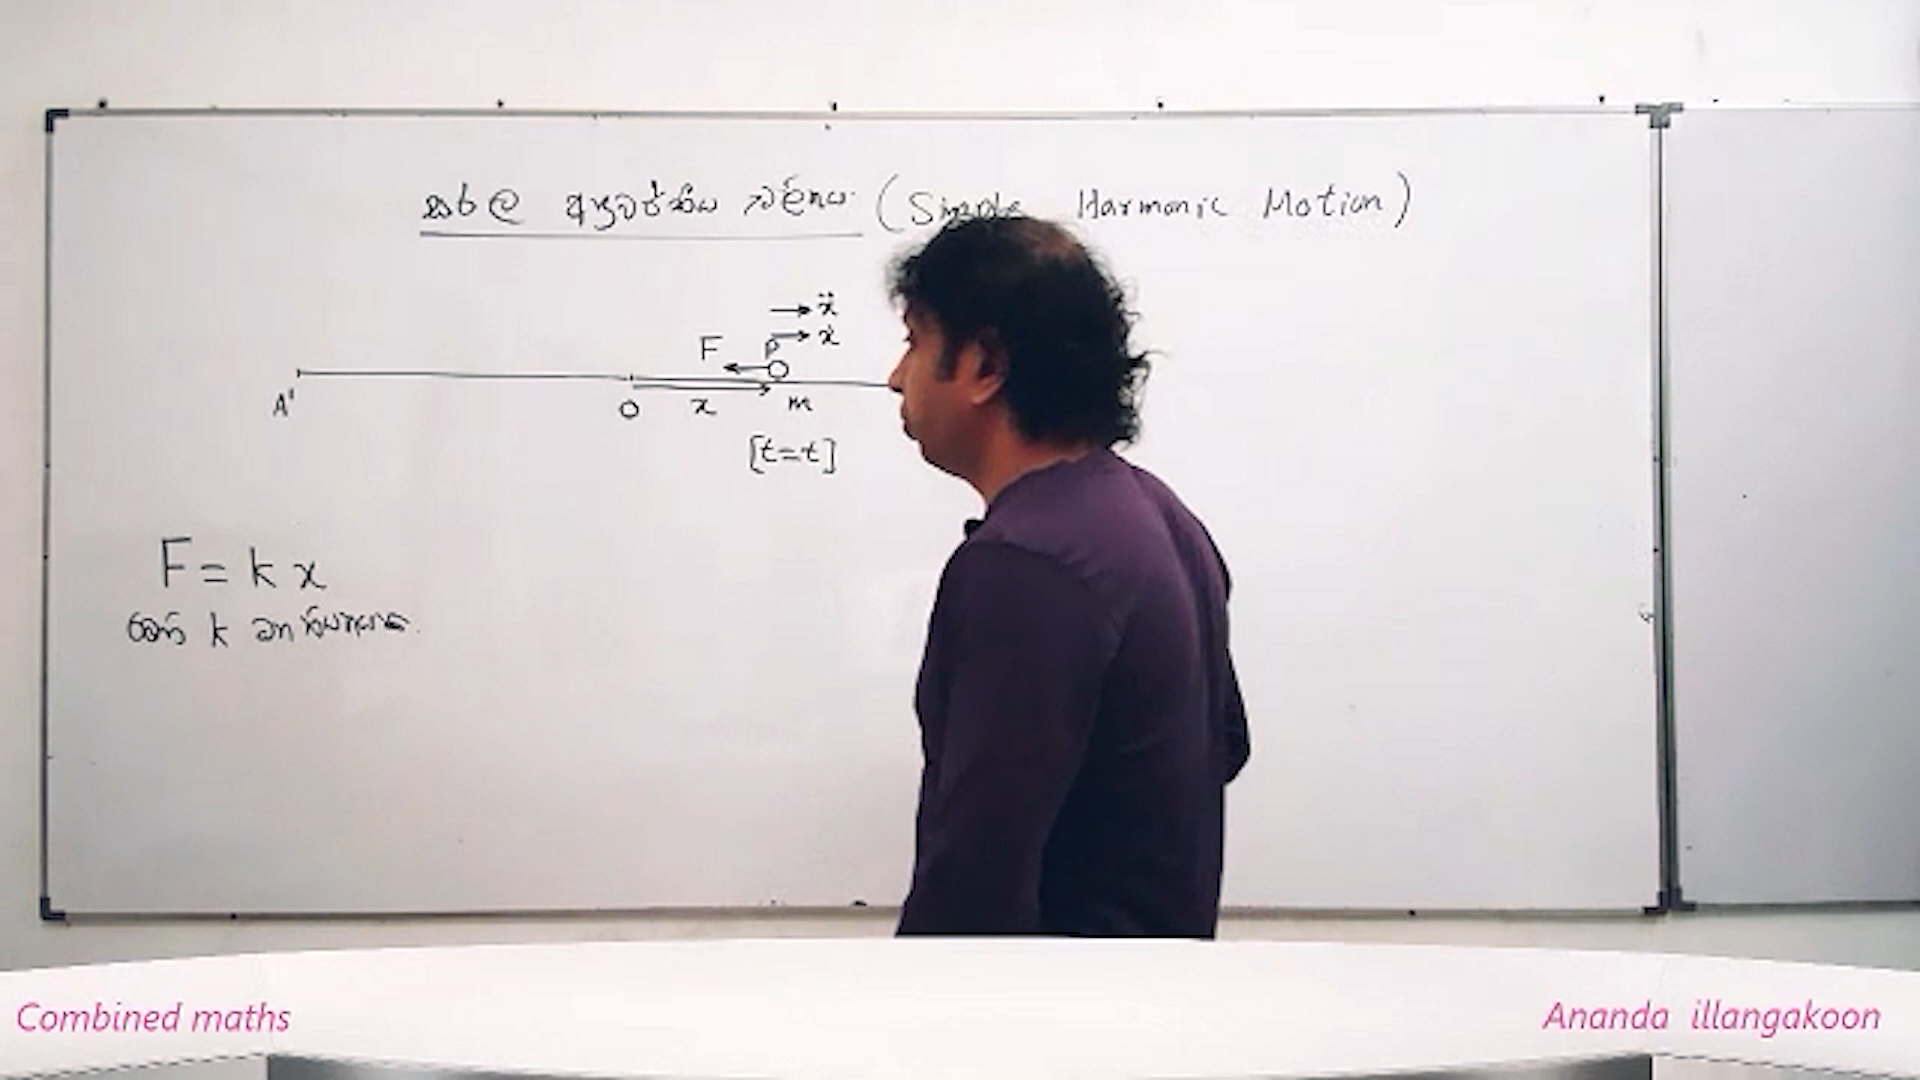 සරල අනුවර්තීය චලිතය (Simple Harmonic Motion)
ẍ
ẋ
F P
A' O x m
[t=t]
F = k x
මෙහි k නියතයකි.
Combined maths
Ananda illangakoon